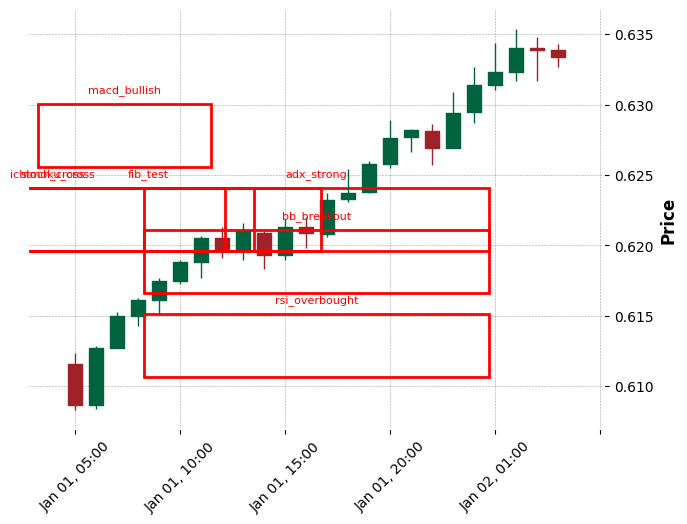 0.635
macd_bullish
0.630
stoch_cross
fib_test
adx_strong
0.625
bb_breakout
Price
0.620
rsi_overbought
0.615
0.610
Jan 01, 05:00
Jan 01, 10:00
Jan 01, 15:00
Jan 01, 20:00
Jan 02, 01:00